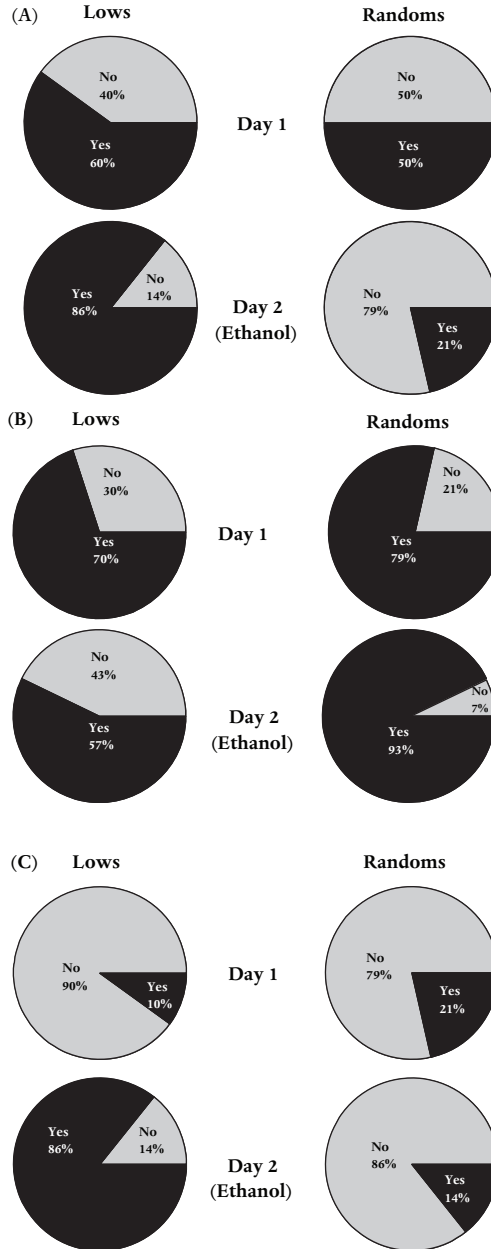 (A)
Lows
Randoms
No
40%
Yes
60%
Day 1
No
50%
Yes
50%
Yes
86%
No
14%
Day 2
(Ethanol)
No
79%
Yes
21%
(B)
Lows
Randoms
No
30%
Yes
70%
Day 1
No
21%
Yes
79%
No
43%
Yes
57%
Day 2
(Ethanol)
No
7%
Yes
93%
(C)
Lows
Randoms
No
90%
Yes
10%
Day 1
No
79%
Yes
21%
Yes
86%
No
14%
Day 2
(Ethanol)
No
86%
Yes
14%